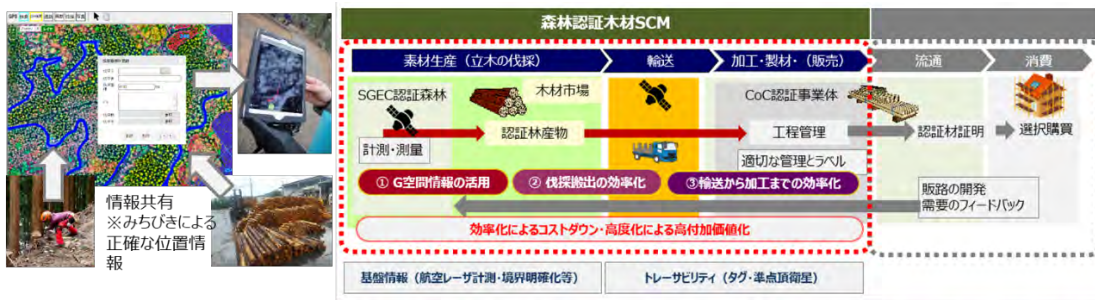 情報共有
※みちびきによる
正確な位置情
報
森林認証木材SCM
素材生産（立木の伐採）
輸送
加工・製材・（販売）
流通
消費
SGEC認証森林
木材市場
CoC認証事業体
認証林産物
工程管理
認証材証明
選択購買
計測・測量
適切な管理とラベル
① G空間情報の活用
② 伐採搬出の効率化
③輸送から加工までの効率化
販路の開発
需要のフィードバック
効率化によるコストダウン・高度化による高付加価値化
基盤情報（航空レーザ計測・境界明確化等）
トレーサビリティ（タグ・準天頂衛星）